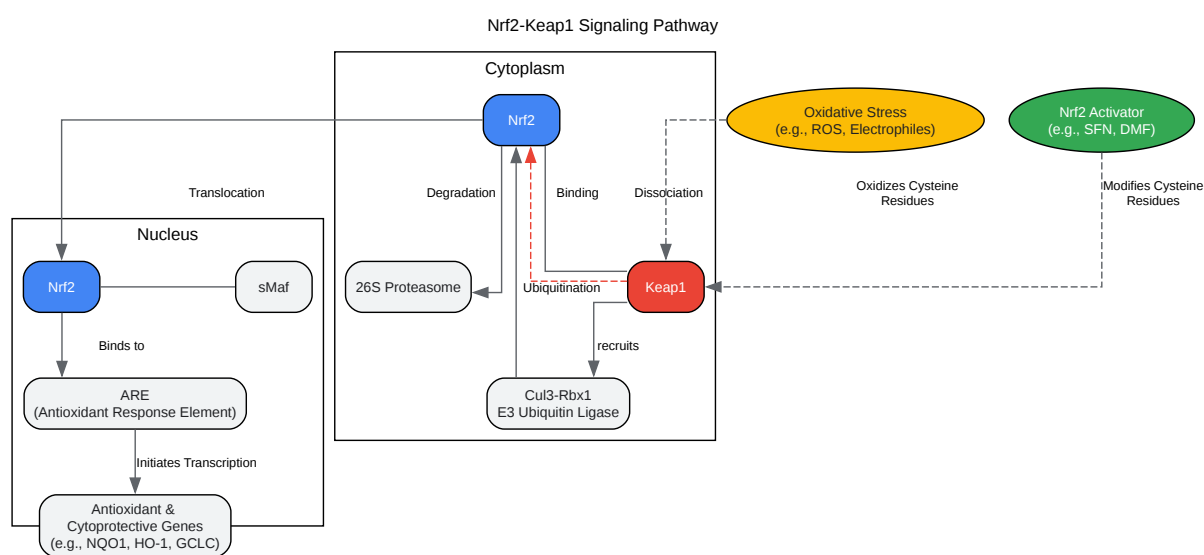 Nrf2-Keap1 Signaling Pathway
Cytoplasm
Nrf2
Oxidative Stress
(e.g., ROS, Electrophiles)
Nrf2 Activator
(e.g., SFN, DMF)
Translocation
Degradation
Binding
Dissociation
Oxidizes Cysteine
Residues
Modifies Cysteine
Residues
Nucleus
Nrf2
sMaf
26S Proteasome
Ubiquitination
Keap1
Binds to
recruits
ARE
(Antioxidant Response Element)
Cul3-Rbx1
E3 Ubiquitin Ligase
Initiates Transcription
Antioxidant &
Cytoprotective Genes
(e.g., NQO1, HO-1, GCLC)